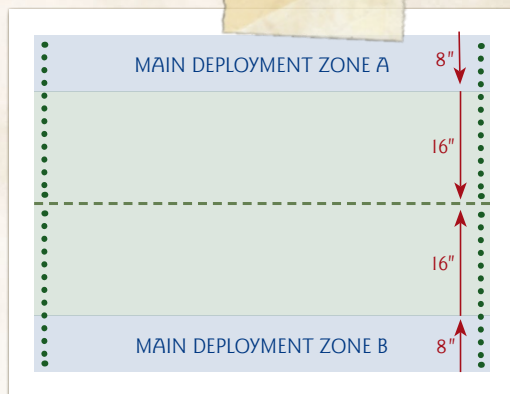 MAIN DEPLOYMENT ZONE A
8"
16"
16"
MAIN DEPLOYMENT ZONE B
8"